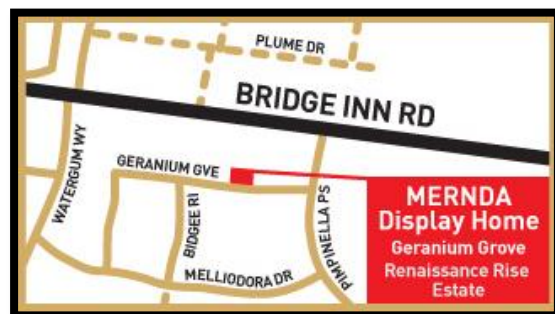 PLUME DR
BRIDGE INN RD
WATERGUM WY
GERANIUM GVE
BIDGEE RI
MELLIODORA DR
PIMPINELLA PS
MERNDA
Display Home
Geranium Grove
Renaissance Rise
Estate